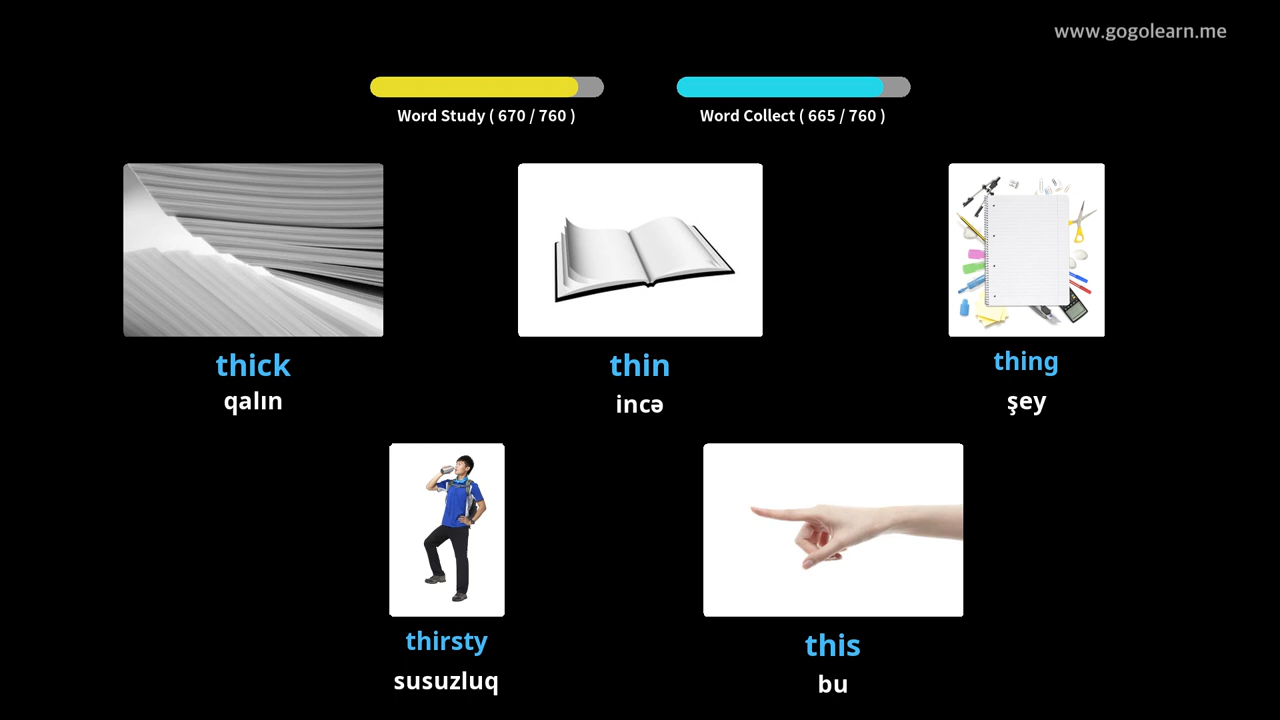 www.gogolearn.me
Word Study ( 670 / 760 )
Word Collect ( 665 / 760 )
thick
qalın
thin
incə
thing
şey
thirsty
susuzluq
this
bu